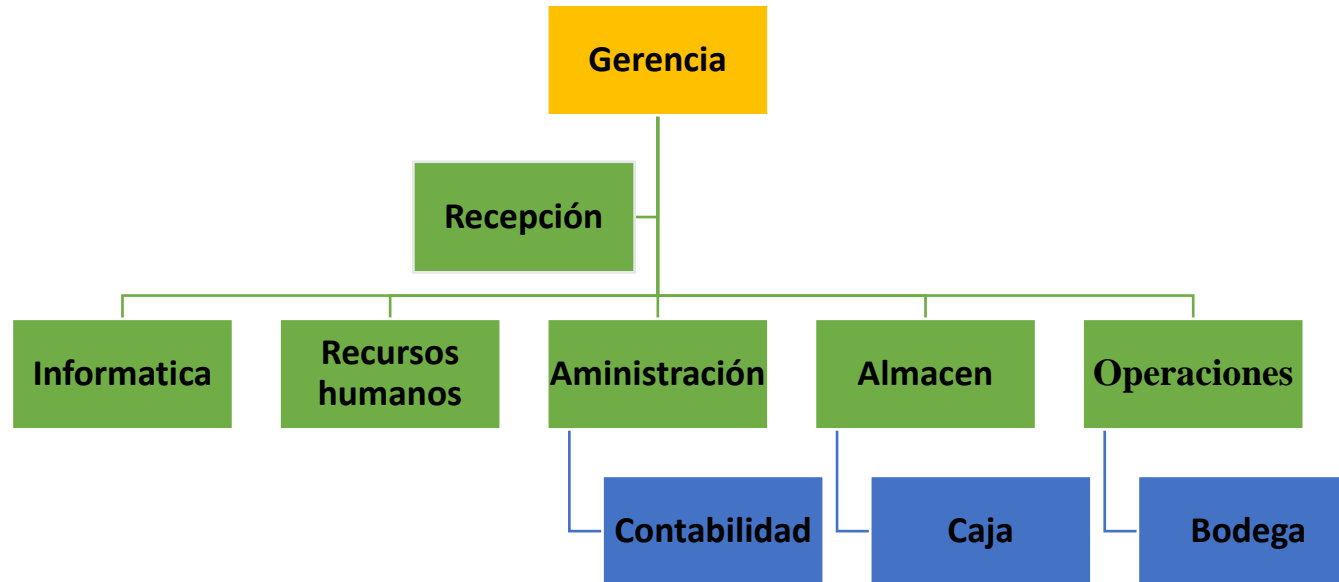 Gerencia
Recepción
Informatica
Recursos
humanos
Aministración
Almacen
Operaciones
Contabilidad
Caja
Bodega